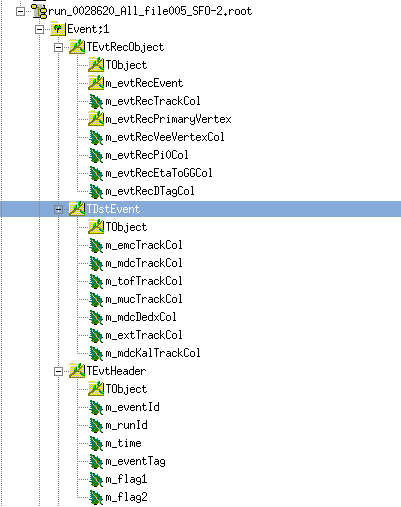 run_0028620_All_file005_SFO-2.root
Event;1
TEvtRecObject
TObject
m_evtRecEvent
m_evtRecTrackCol
m_evtRecPrimaryVertex
m_evtRecVeeVertexCol
m_evtRecPi0Col
m_evtRecEtaToGGCol
m_evtRecDTagCol
TDstEvent
TObject
m_emcTrackCol
m_mdcTrackCol
m_tofTrackCol
m_mucTrackCol
m_mdcDedxCol
m_extTrackCol
m_mdcKalTrackCol
TEvtHeader
TObject
m_eventId
m_runId
m_time
m_eventTag
m_flag1
m_flag2